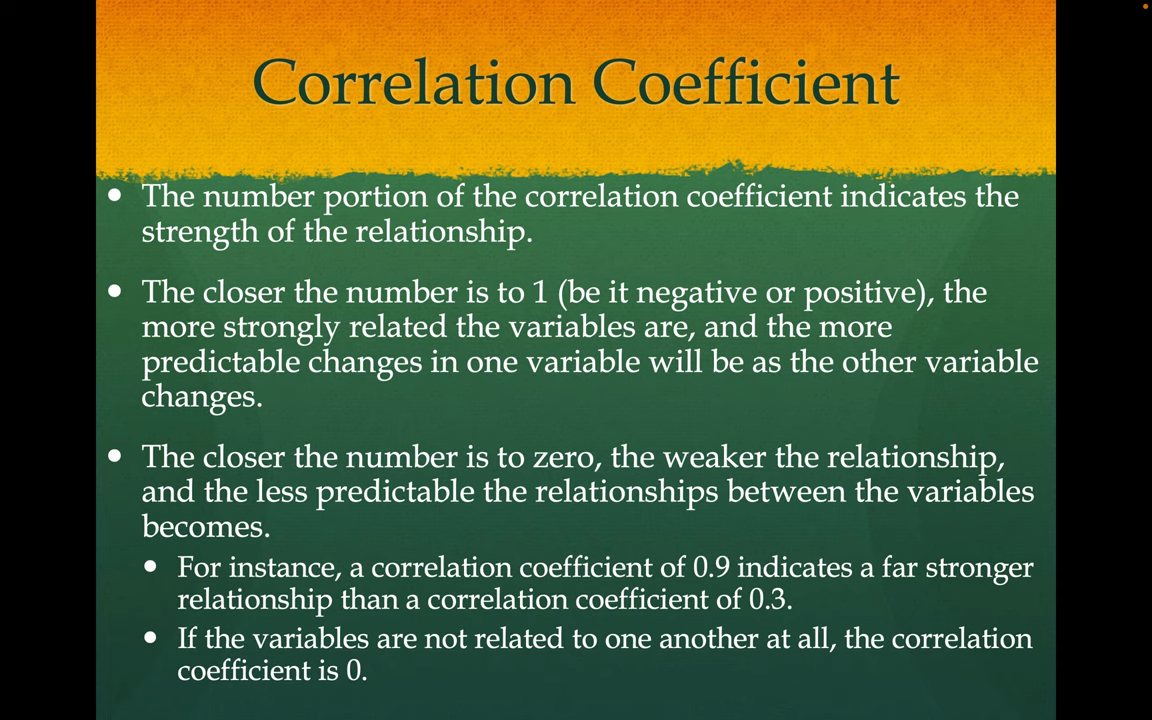 Correlation Coefficient
• The number portion of the correlation coefficient indicates the
strength of the relationship.
• The closer the number is to 1 (be it negative or positive), the
more strongly related the variables are, and the more
predictable changes in one variable will be as the other variable
changes.
• The closer the number is to zero, the weaker the relationship,
and the less predictable the relationships between the variables
becomes.
• For instance, a correlation coefficient of 0.9 indicates a far stronger
relationship than a correlation coefficient of 0.3.
• If the variables are not related to one another at all, the correlation
coefficient is 0.